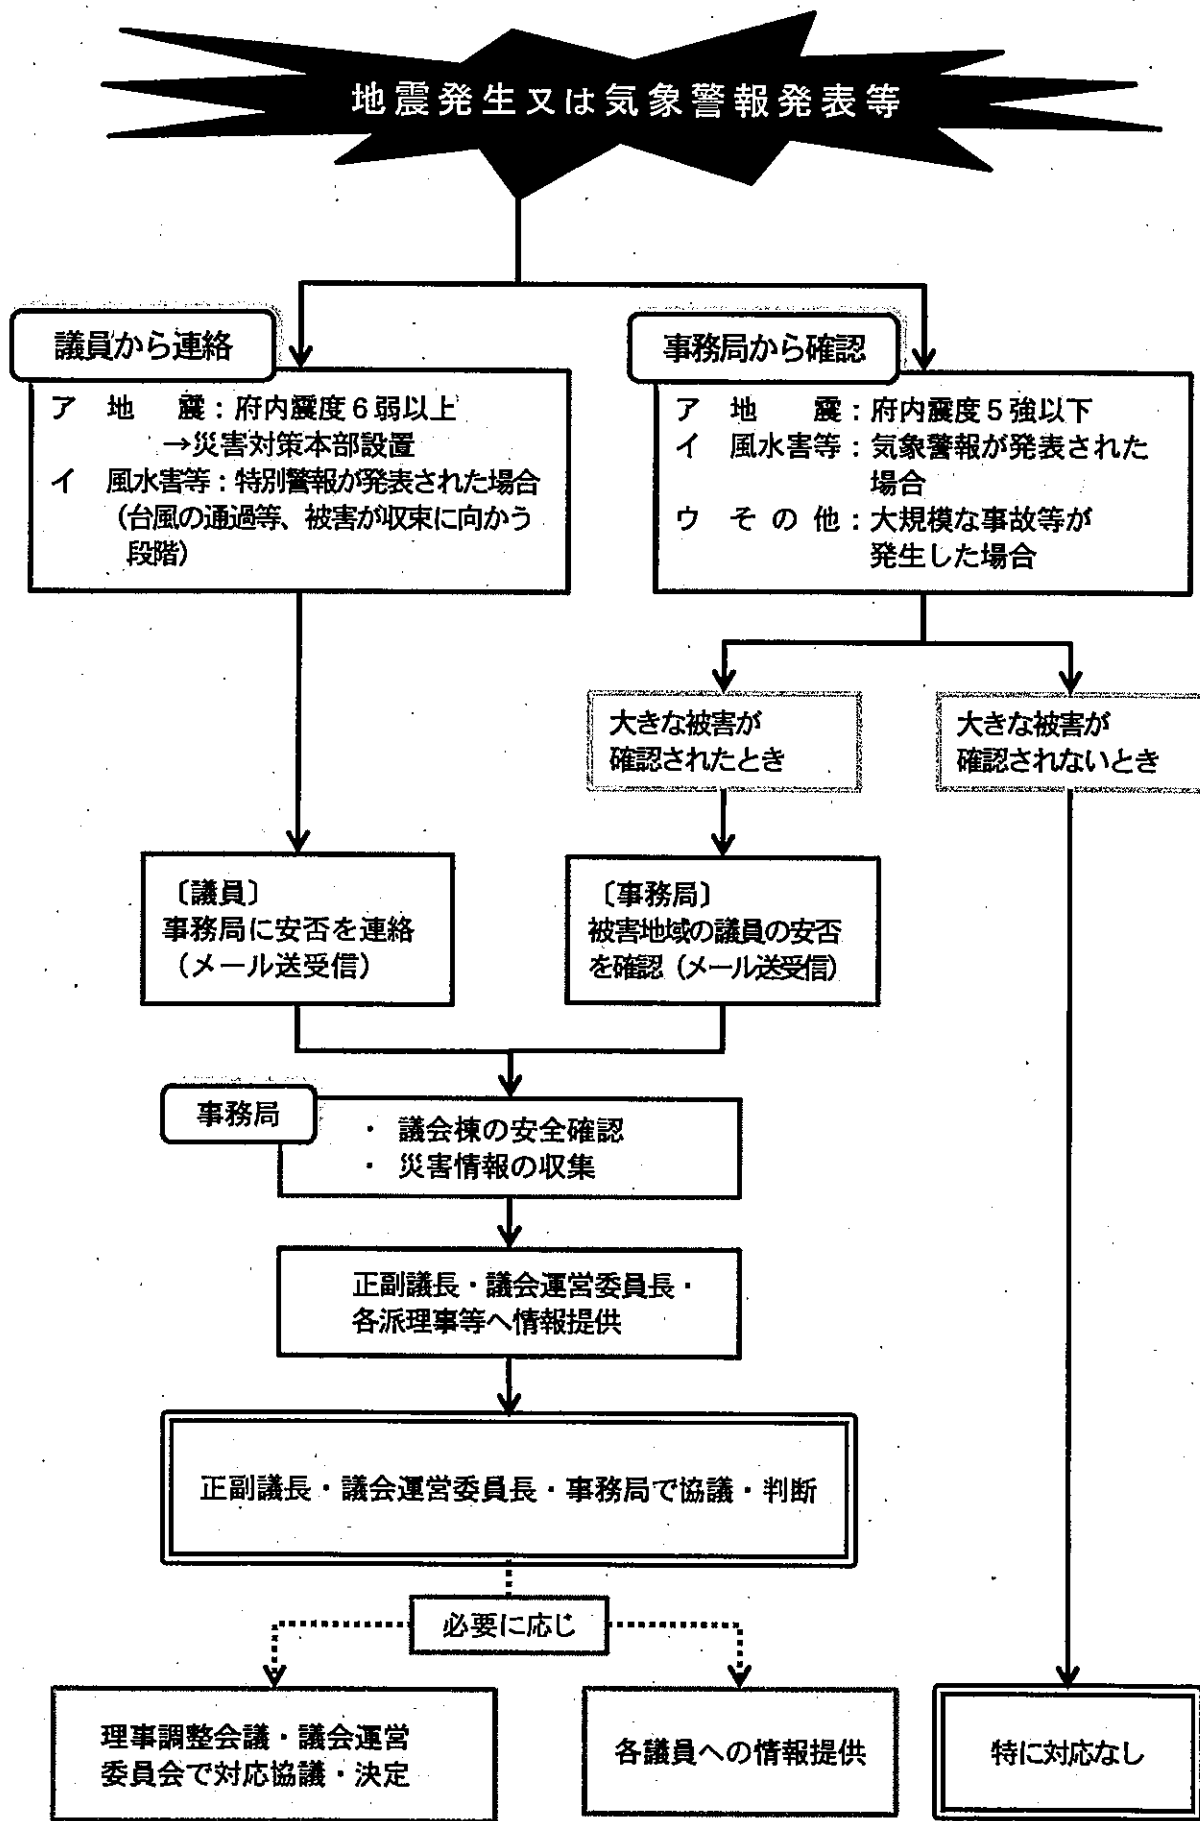 地震発生又は気象警報発表等
議員から連絡
ア 地 震：府内震度６弱以上
→災害対策本部設置
イ 風水害等：特別警報が発表された場合
（台風の通過等、被害が収束に向かう
段階）
事務局から確認
ア 地 震：府内震度５強以下
イ 風水害等：気象警報が発表された
場合
ウ そ の 他：大規模な事故等が
発生した場合
大きな被害が
確認されたとき
大きな被害が
確認されないとき
〔議員〕
事務局に安否を連絡
（メール送受信）
〔事務局〕
被害地域の議員の安否
を確認（メール送受信）
事務局
・ 議会棟の安全確認
・ 災害情報の収集
正副議長・議会運営委員長・
各派理事等へ情報提供
正副議長・議会運営委員長・事務局で協議・判断
必要に応じ
理事調整会議・議会運営
委員会で対応協議・決定
各議員への情報提供
特に対応なし